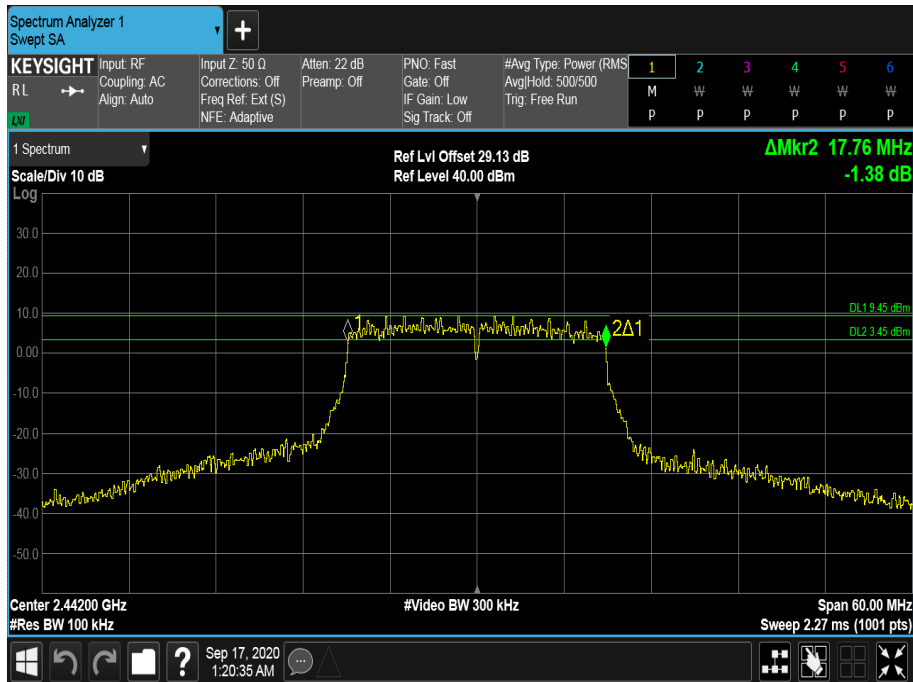 Spectrum Analyzer 1
Swept SA
+
KEYSIGHT
RL
LXI
Input: RF
Coupling: AC
Align: Auto
Input Z: 50 Ω
Corrections: Off
Freq Ref: Ext (S)
NFE: Adaptive
Atten: 22 dB
Preamp: Off
PNO: Fast
Gate: Off
IF Gain: Low
Sig Track: Off
#Avg Type: Power (RMS
Avg|Hold: 500/500
Trig: Free Run
1 2 3 4 5 6
M W W W W W
P P P P P P
1 Spectrum
Scale/Div 10 dB
Log
Ref Lvl Offset 29.13 dB
Ref Level 40.00 dBm
ΔMkr2 17.76 MHz
-1.38 dB
30.0
20.0
10.0
DL1 9.45 dBm
1
2Δ1
DL2 3.45 dBm
0.00
-10.0
-20.0
-30.0
-40.0
-50.0
Center 2.44200 GHz
#Res BW 100 kHz
#Video BW 300 kHz
Span 60.00 MHz
Sweep 2.27 ms (1001 pts)
?
Sep 17, 2020
1:20:35 AM